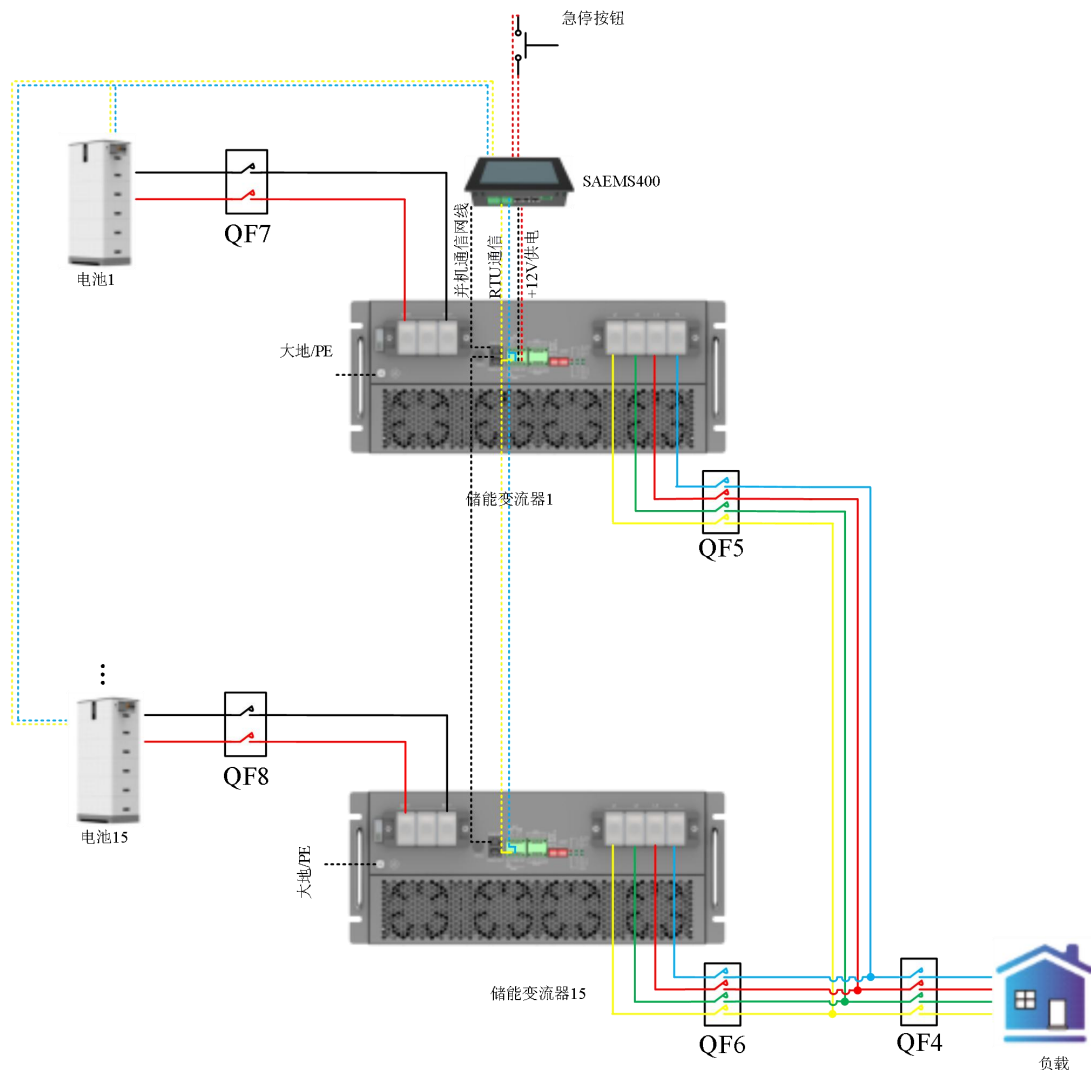 急停按钮
SAEMS400
QF7
电池1
并机通信网线
RTU通信
+12V供电
大地/PE
储能变流器1
QF5
QF8
电池15
大地/PE
储能变流器15
QF6
QF4
负载